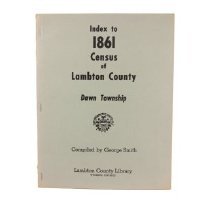 Index to
1861
Census
of
Lambton County
Dawn Township
Compiled by George Smith
Lambton County Library